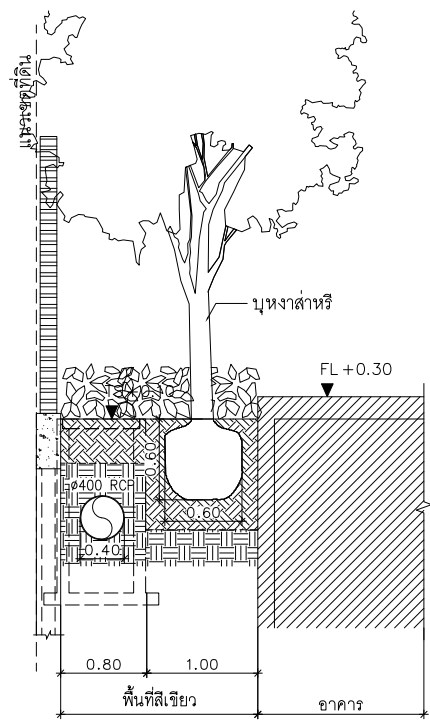 แนวเขตที่ดิน
บุหงาส่าหรี
FL +0.30
0.60
ø400 RCP
0.60
0.40
0.80
1.00
พื้นที่สีเขียว
อาคาร